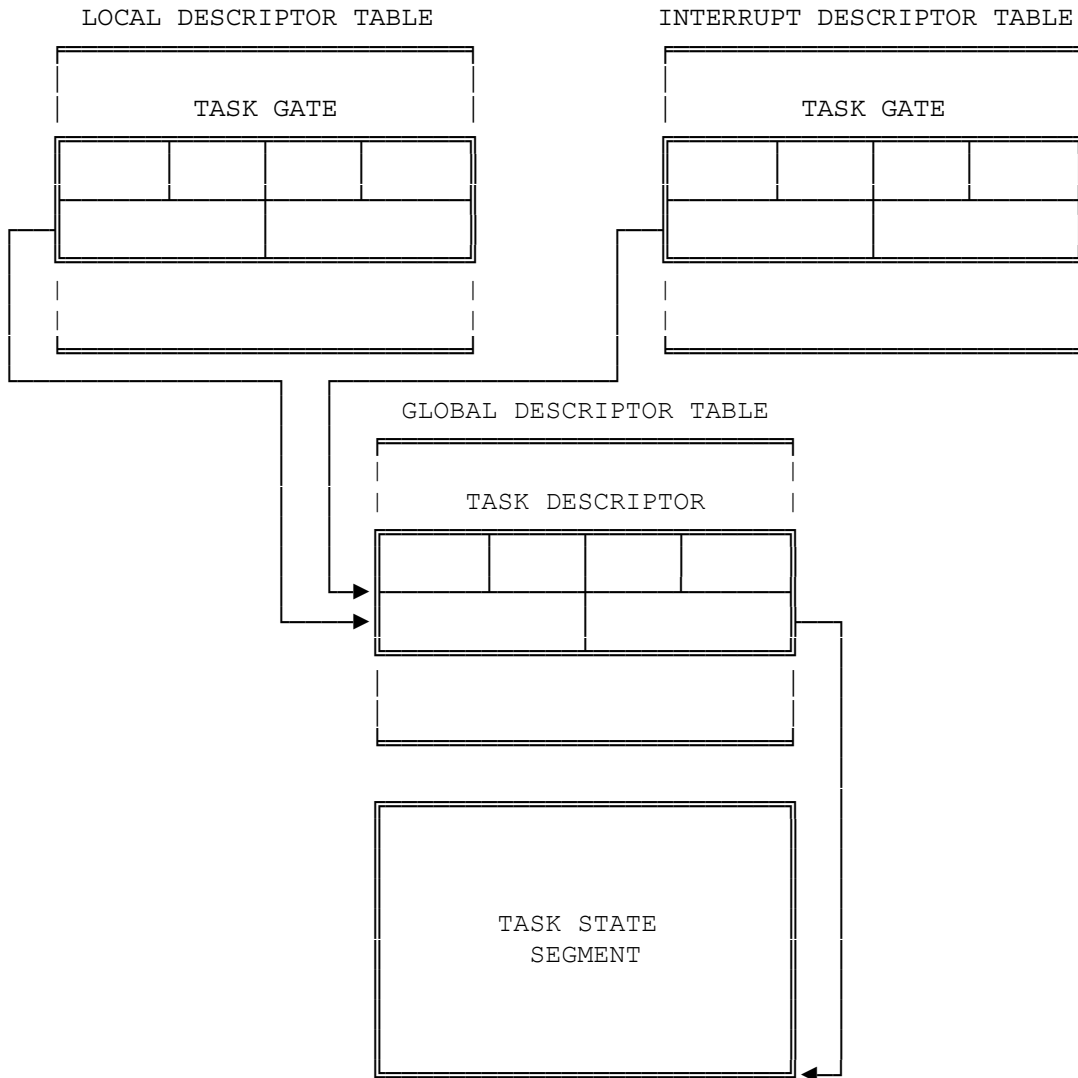 LOCAL DESCRIPTOR TABLE
INTERRUPT DESCRIPTOR TABLE
TASK GATE
TASK GATE
GLOBAL DESCRIPTOR TABLE
TASK DESCRIPTOR
TASK STATE
SEGMENT